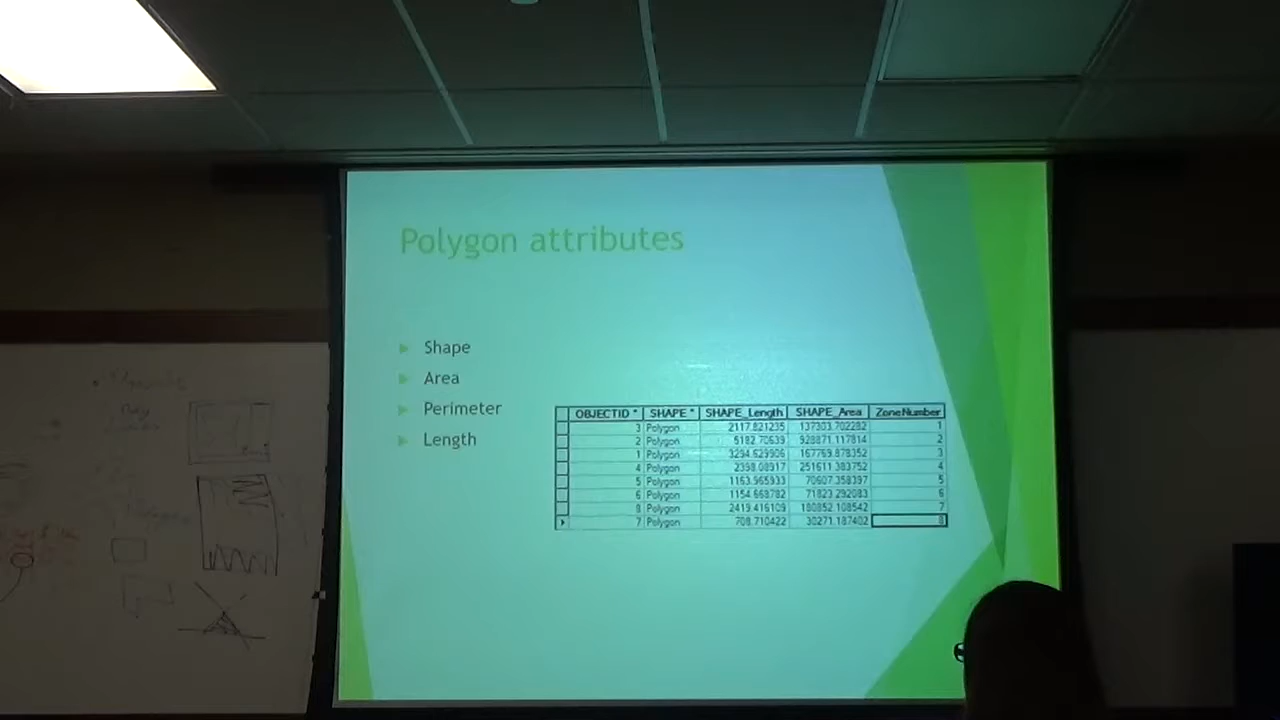 Polygon attributes
Shape
Area
Perimeter
Length
OBJECTID * SHAPE * SHAPE_Length SHAPE_Area ZoneNumber
3 Polygon 2117.821235 137303.702282 1
2 Polygon 5182.70539 928871.117814 2
1 Polygon 3294.529906 167769.878352 3
4 Polygon 2398.08917 251611.383752 4
5 Polygon 1163.965933 70607.358397 5
6 Polygon 1154.668782 71823.292083 6
8 Polygon 2419.416109 180852.108542 7
7 Polygon 708.710422 30271.187402 8